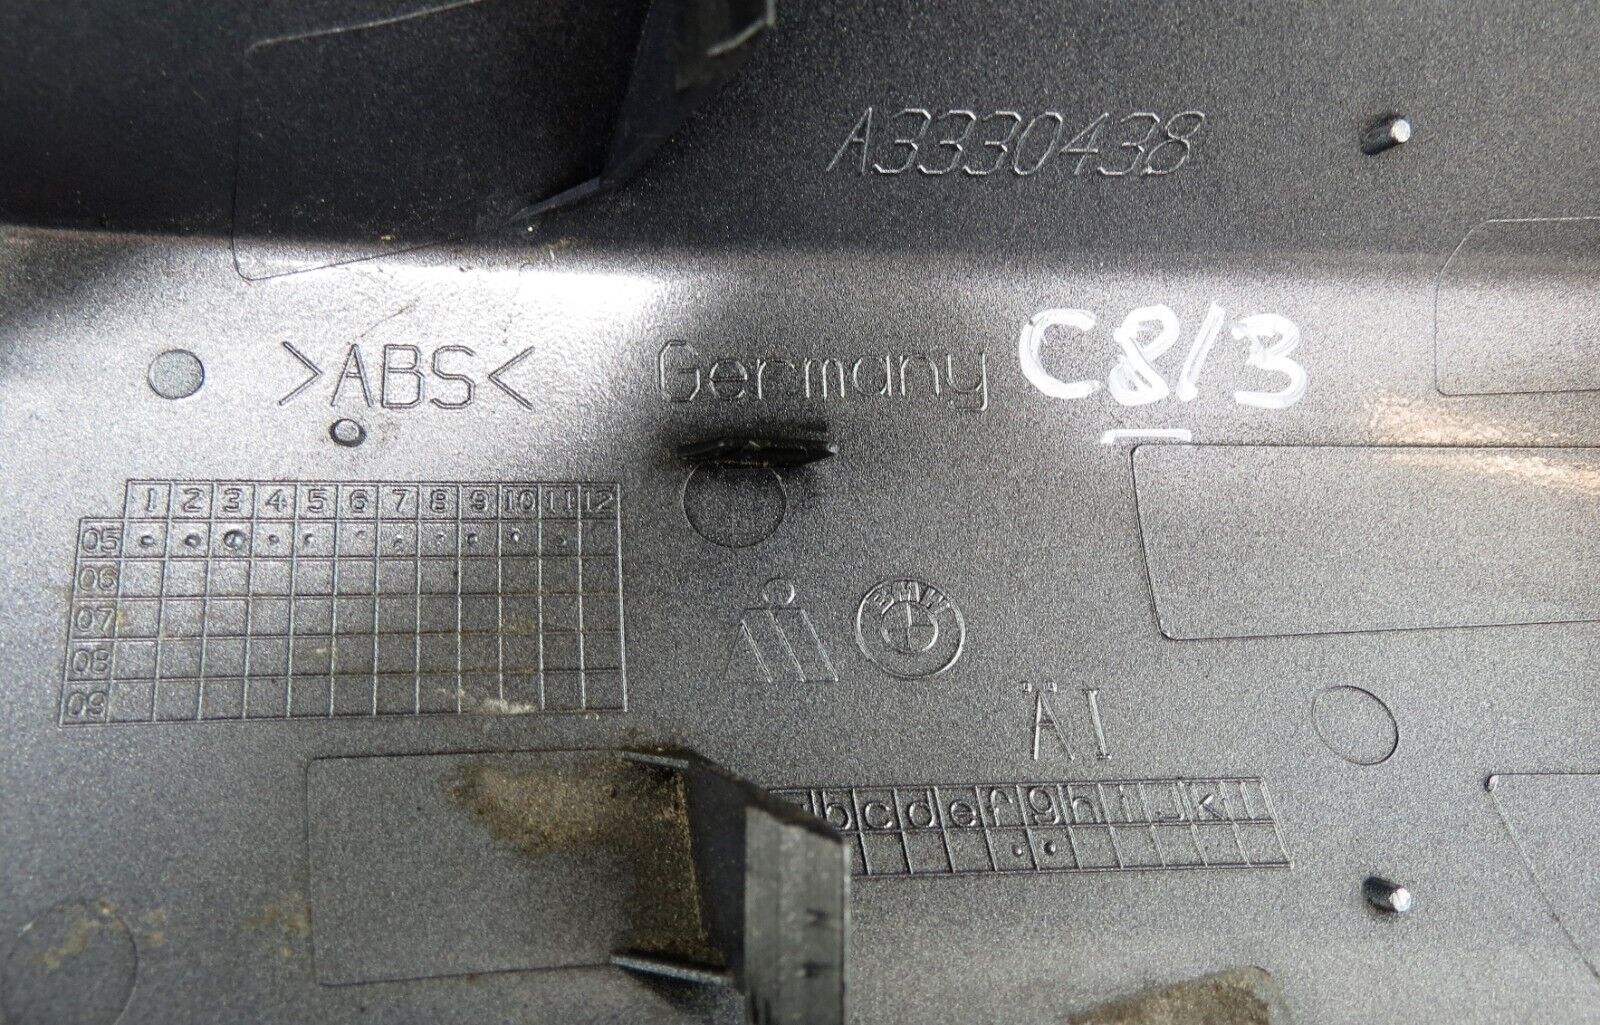 A3330438
>ABS<
Germany
C8/3
1 2 3 4 5 6 7 8 9 10 11 12
05
06
07
08
09
BMW
ÄI
b c d e f g h i j k l